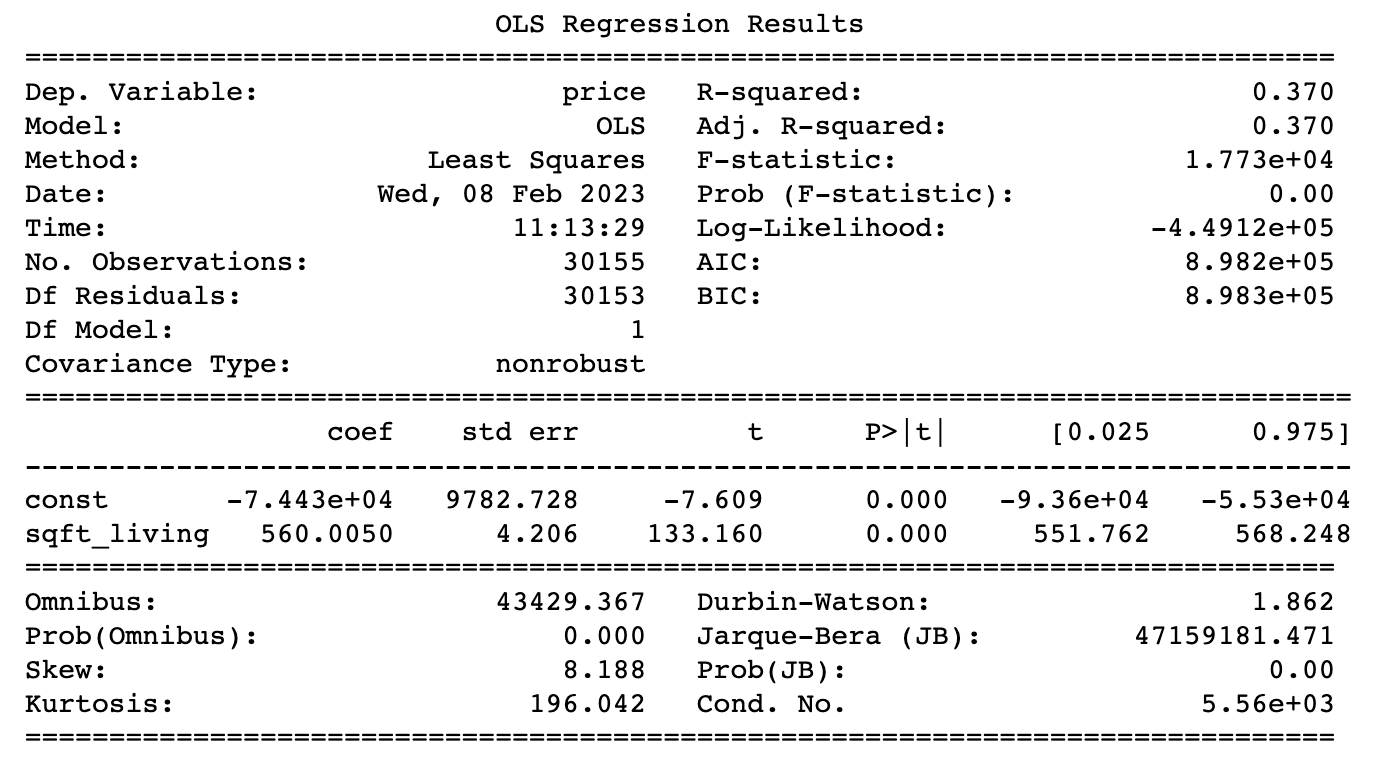 OLS Regression Results
==============================================================================
Dep. Variable:                  price   R-squared:                       0.370
Model:                            OLS   Adj. R-squared:                  0.370
Method:                 Least Squares   F-statistic:                 1.773e+04
Date:                Wed, 08 Feb 2023   Prob (F-statistic):               0.00
Time:                        11:13:29   Log-Likelihood:            -4.4912e+05
No. Observations:               30155   AIC:                         8.982e+05
Df Residuals:                   30153   BIC:                         8.983e+05
Df Model:                           1
Covariance Type:            nonrobust
===============================================================================
                  coef    std err          t      P>|t|      [0.025      0.975]
-------------------------------------------------------------------------------
const       -7.443e+04   9782.728     -7.609      0.000   -9.36e+04   -5.53e+04
sqft_living   560.0050      4.206    133.160      0.000     551.762     568.248
==============================================================================
Omnibus:                    43429.367   Durbin-Watson:                   1.862
Prob(Omnibus):                  0.000   Jarque-Bera (JB):         47159181.471
Skew:                           8.188   Prob(JB):                         0.00
Kurtosis:                     196.042   Cond. No.                     5.56e+03
==============================================================================